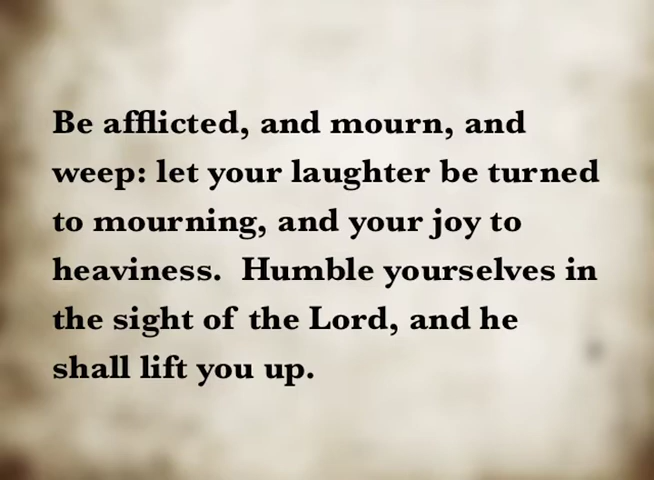 Be afflicted, and mourn, and
weep: let your laughter be turned
to mourning, and your joy to
heaviness.  Humble yourselves in
the sight of the Lord, and he
shall lift you up.